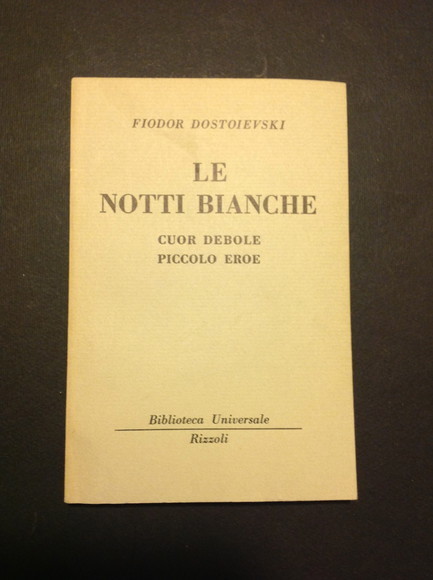 FIODOR DOSTOIEVSKI
LE
NOTTI BIANCHE
CUOR DEBOLE
PICCOLO EROE
Biblioteca Universale
Rizzoli